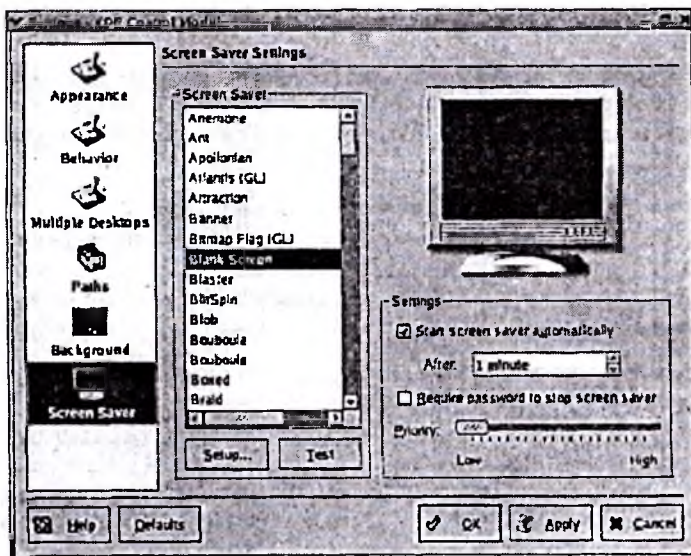 Screen Saver Settings
Appearance
Behavior
Multiple Desktops
Paths
Background
Screen Saver
Screen Saver
Anemone
Ant
Apollonian
Atlantis (GL)
Attraction
Banner
Bitmap Flag (GL)
Blank Screen
Blaster
BlitSpin
Blob
Bouboule
Bouboule
Boxed
Braid
Setup...
Test
Settings
Start screen saver automatically
After: 1 minute
Require password to stop screen saver
Priority:
Low High
Help
Defaults
OK
Apply
Cancel